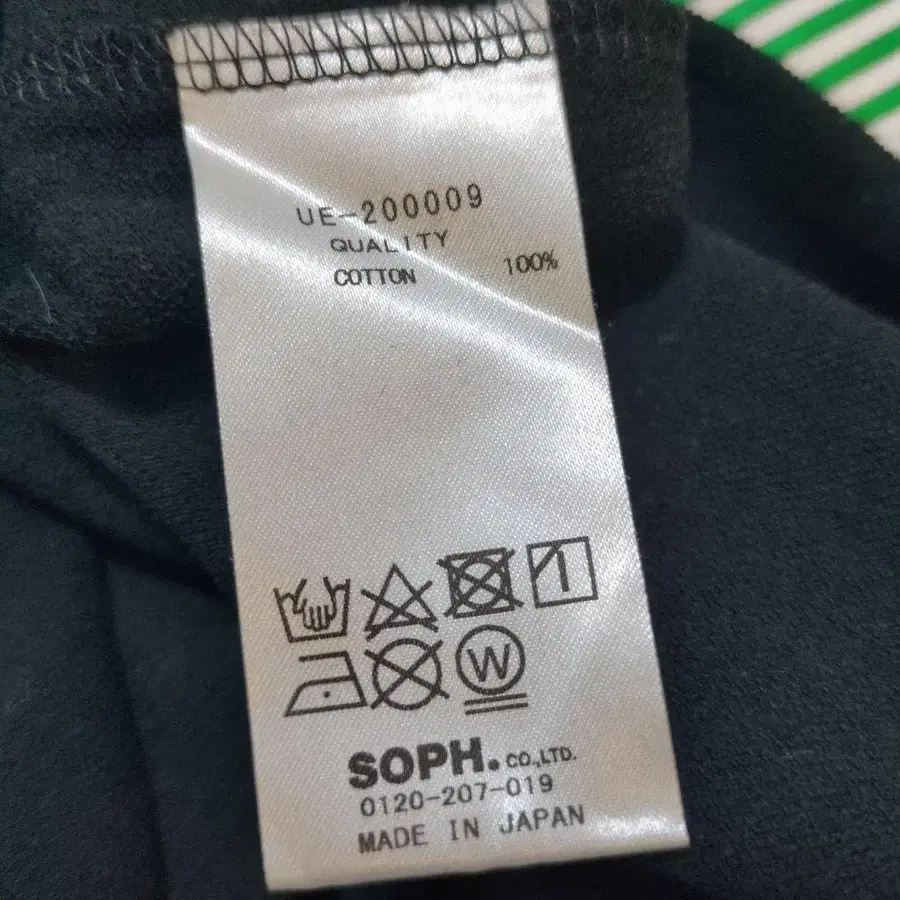 UE-200009
QUALITY
COTTON 100%
W
SOPH. CO.,LTD.
0120-207-019
MADE IN JAPAN